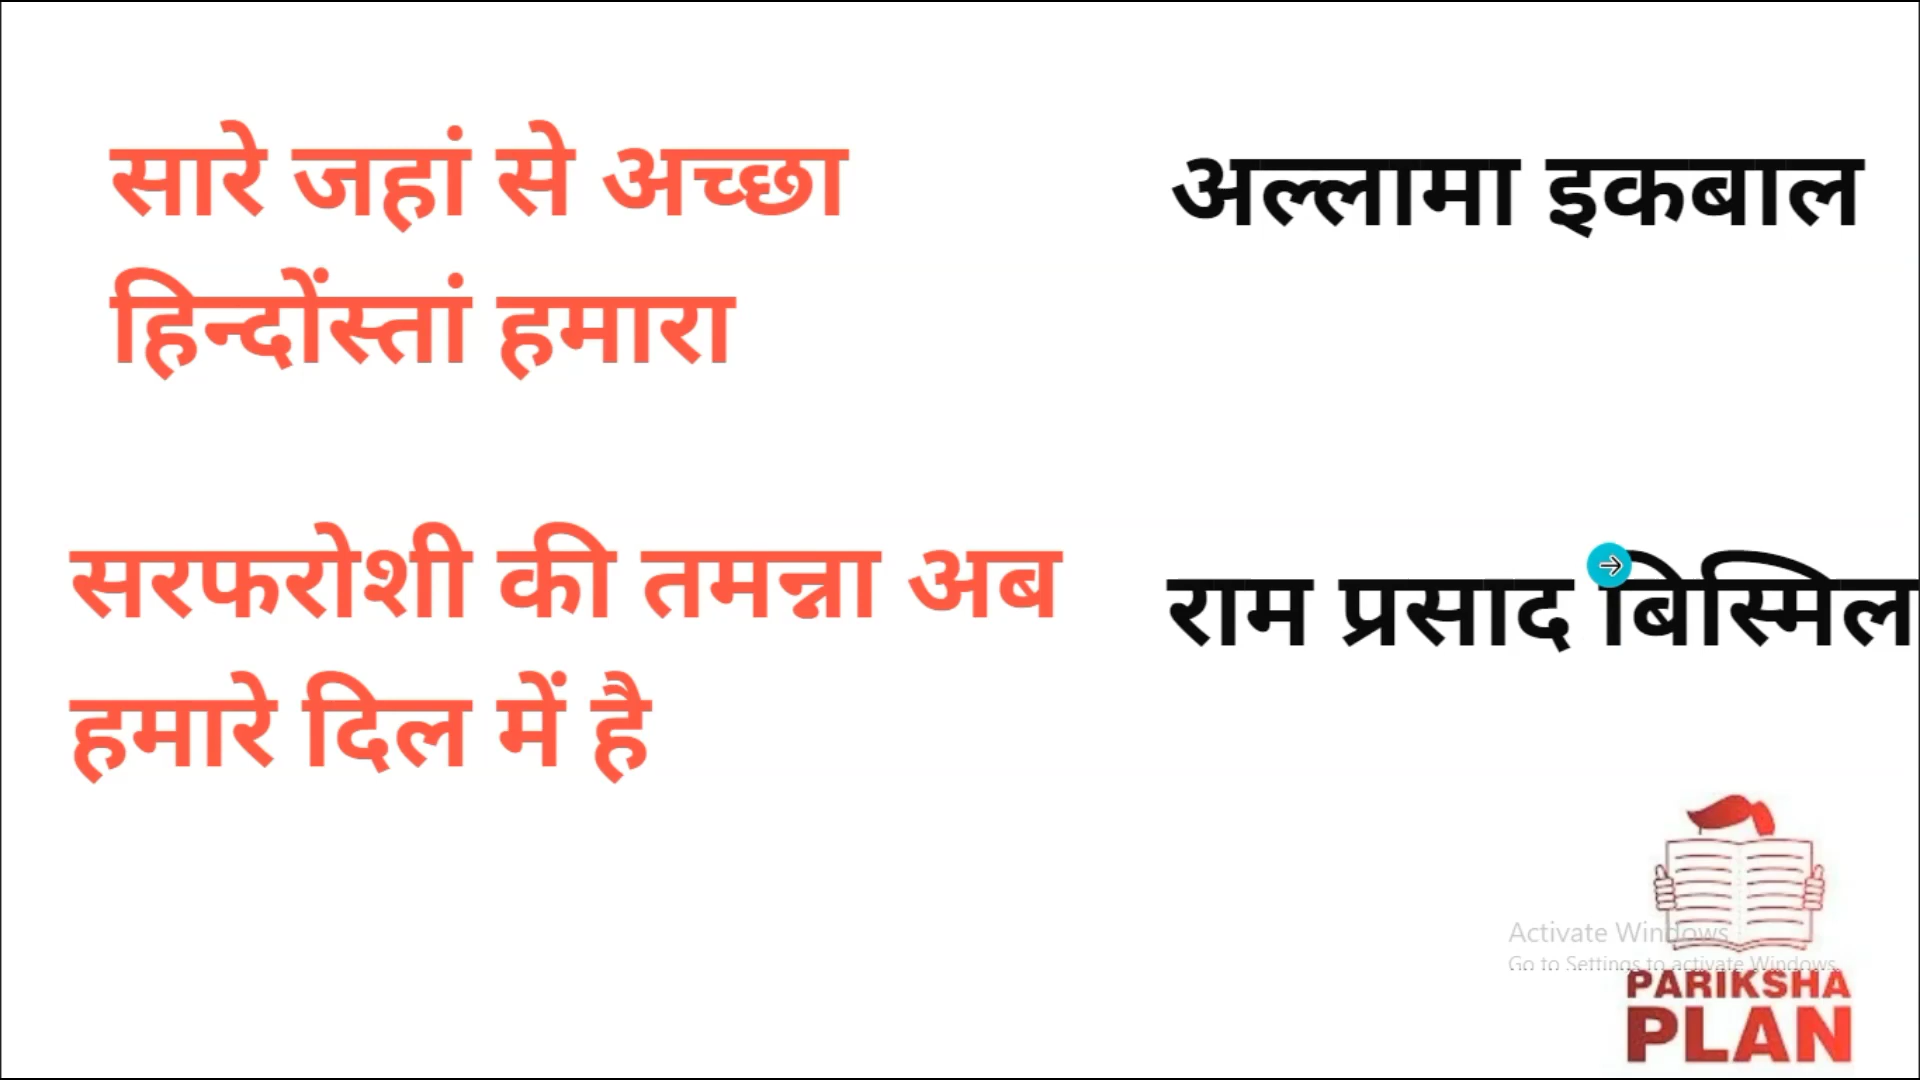 सारे जहां से अच्छा
हिन्दोंस्तां हमारा
अल्लामा इकबाल
सरफरोशी की तमन्ना अब
हमारे दिल में है
राम प्रसाद बिस्मिल
Activate Windows
Go to Settings to activate Windows.
PARIKSHA
PLAN